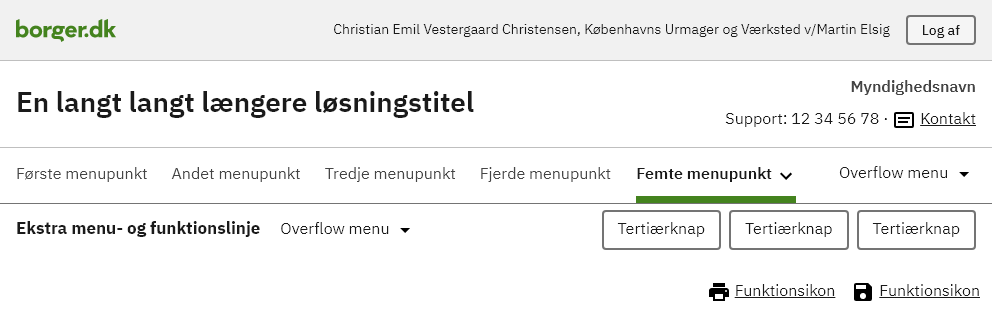 borger.dk Christian Emil Vestergaard Christensen, Københavns Urmager og Værksted v/Martin Elsig Log af
Myndighedsnavn
En langt langt længere løsningstitel
Support: 12 34 56 78 · Kontakt
Første menupunkt Andet menupunkt Tredje menupunkt Fjerde menupunkt Femte menupunkt Overflow menu
Ekstra menu- og funktionslinje Overflow menu Tertiærknap Tertiærknap Tertiærknap
Funktionsikon Funktionsikon